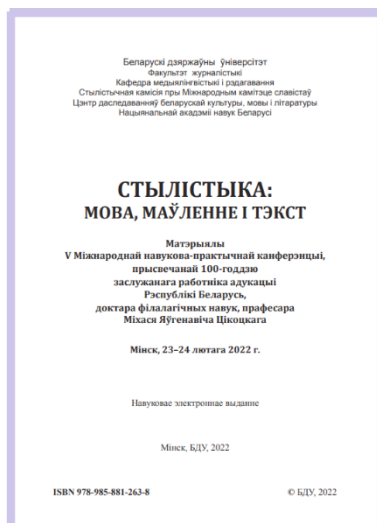 Беларускі дзяржаўны ўніверсітэт
Факультэт журналістыкі
Кафедра медыялінгвістыкі і рэдагавання
Стылістычная камісія пры Міжнародным камітэце славістаў
Цэнтр даследаванняў беларускай культуры, мовы і літаратуры
Нацыянальнай акадэміі навук Беларусі
СТЫЛІСТЫКА:
МОВА, МАЎЛЕННЕ І ТЭКСТ
Матэрыялы
V Міжнароднай навукова-практычнай канферэнцыі,
прысвечанай 100-годдзю
заслужанага работніка адукацыі
Рэспублікі Беларусь,
доктара філалагічных навук, прафесара
Міхася Яўгенавіча Цікоцкага
Мінск, 23–24 лютага 2022 г.
Навуковае электроннае выданне
Мінск, БДУ, 2022
ISBN 978-985-881-263-8 © БДУ, 2022